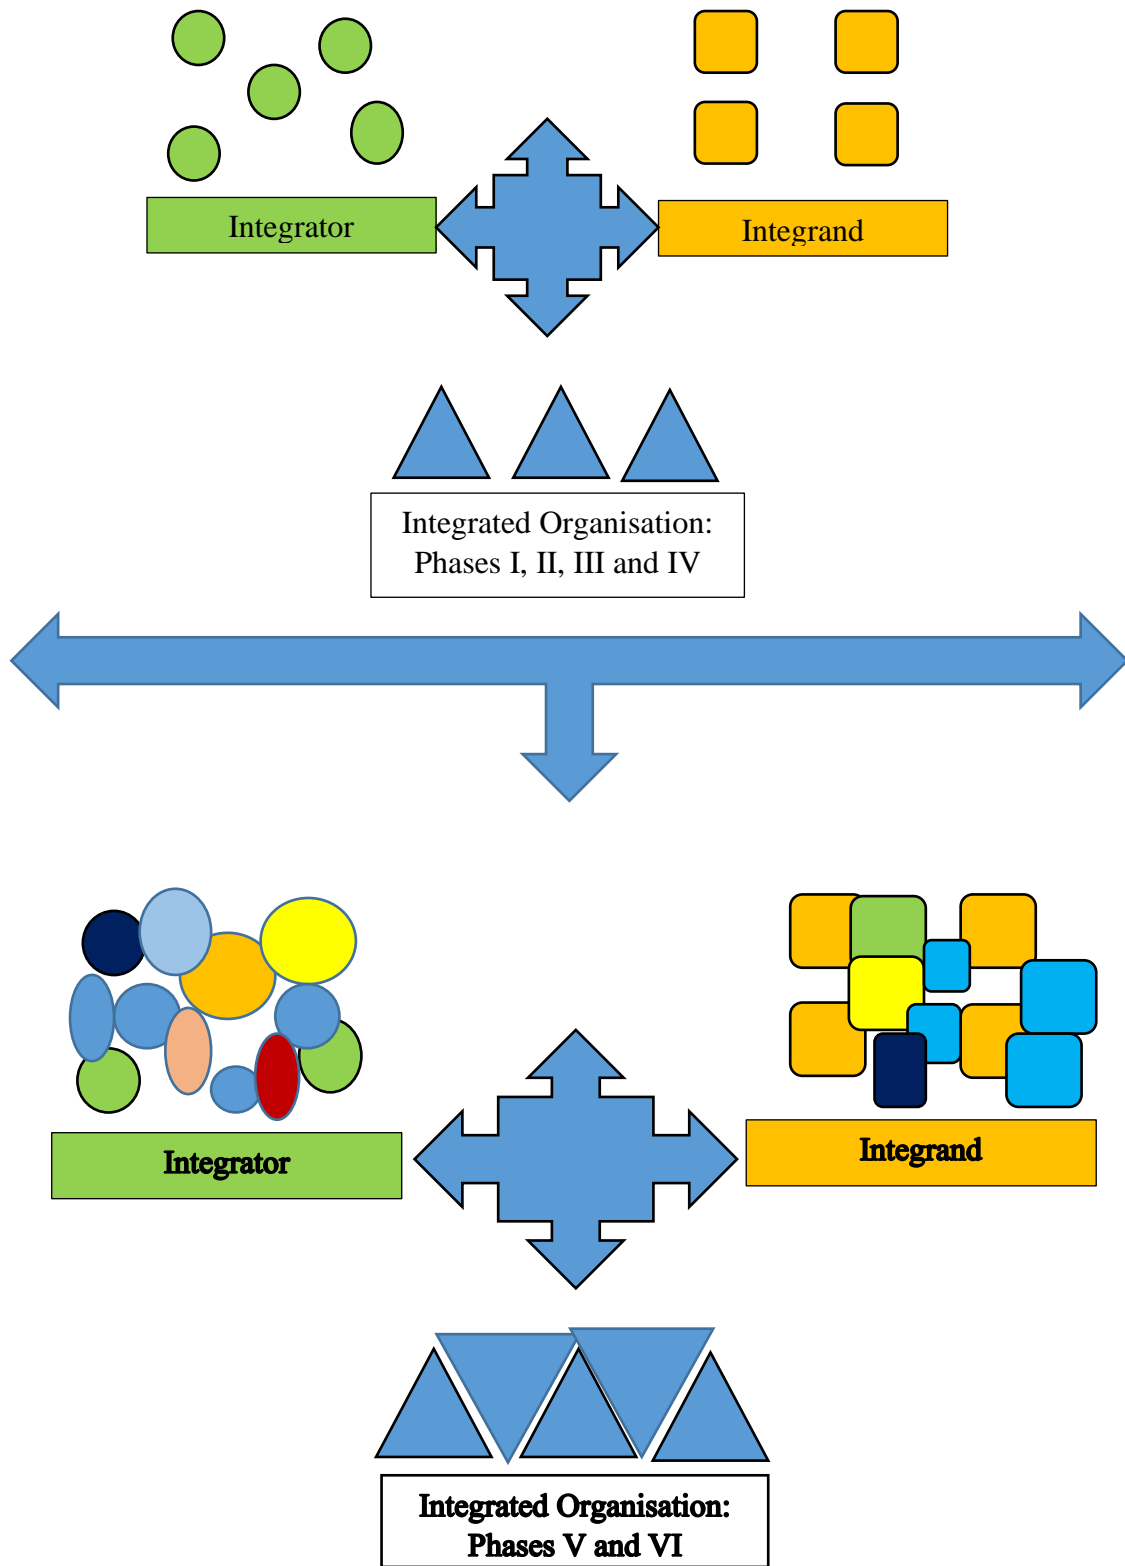 Integrator
Integrand
Integrated Organisation:
Phases I, II, III and IV
Integrator
Integrand
Integrated Organisation:
Phases V and VI